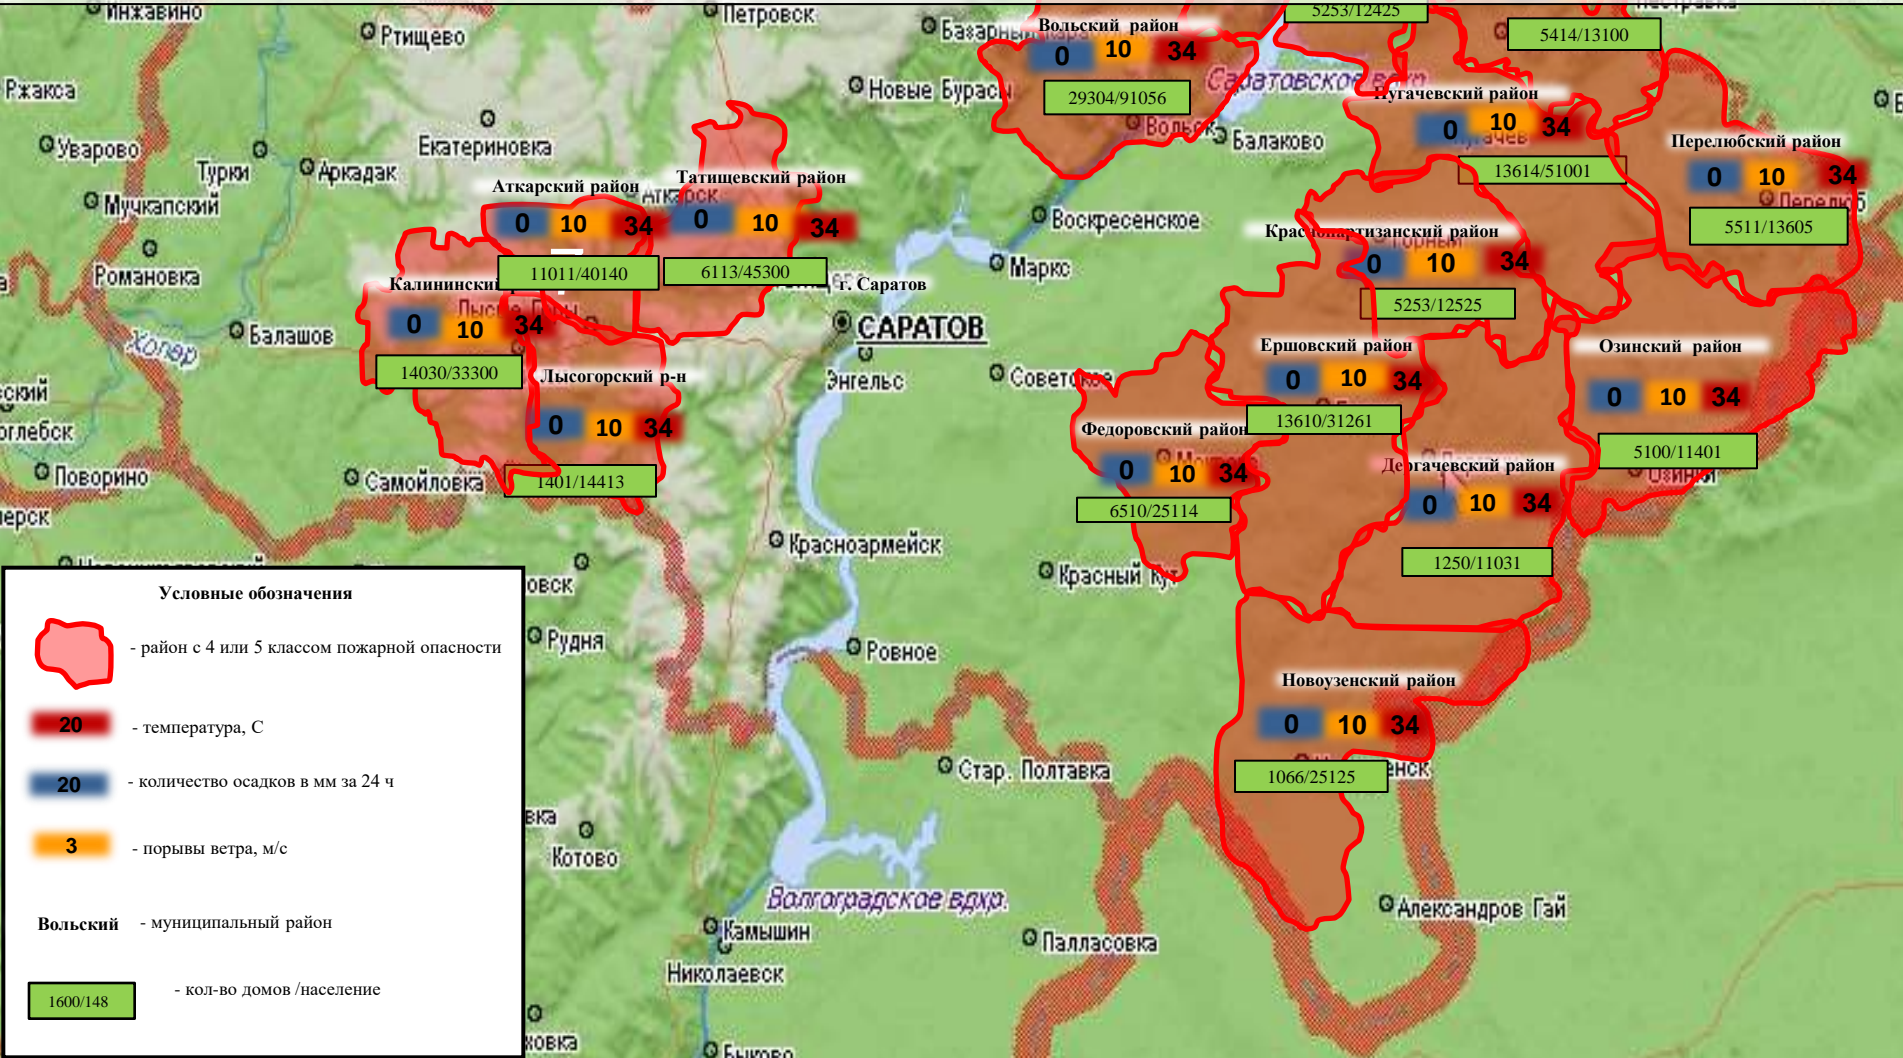 Инжавино
Ртищево
Петровск
Ржакса
Новые Бурасы
Уварово
Турки
Екатериновка
Аркадак
Мучкапский
Романовка
Балашов
Хопер
Поворино
Самойловка
Вольский район
0 10 34
29304/91056
Вольск
Балаково
Саратовское вдхр.
5253/12425
5414/13100
Пугачевский район
0 10 34
13614/51001
Перелюбский район
0 10 34
Перелюб
5511/13605
Аткарский район
Аткарск
0 10 34
11011/40140
Татищевский район
0 10 34
6113/45300
Калининский
Лысые Горы
0 10 34
14030/33300
Лысогорский р-н
0 10 34
1401/14413
г. Саратов
САРАТОВ
Энгельс
Воскресенское
Маркс
Советское
Краснопартизанский район
Горный
0 10 34
5253/12525
Ершовский район
0 10 34
13610/31261
Озинский район
0 10 34
5100/11401
Озинки
Федоровский район
0 10 34
6510/25114
Дергачевский район
0 10 34
1250/11031
Красноармейск
Красный Кут
Рудня
Ровное
Новоузенский район
0 10 34
1066/25125
Стар. Полтавка
Котово
Волгоградское вдхр.
Камышин
Николаевск
Палласовка
Александров Гай
Быково
Условные обозначения
- район с 4 или 5 классом пожарной опасности
20 - температура, С
20 - количество осадков в мм за 24 ч
3 - порывы ветра, м/с
Вольский - муниципальный район
1600/148 - кол-во домов /население